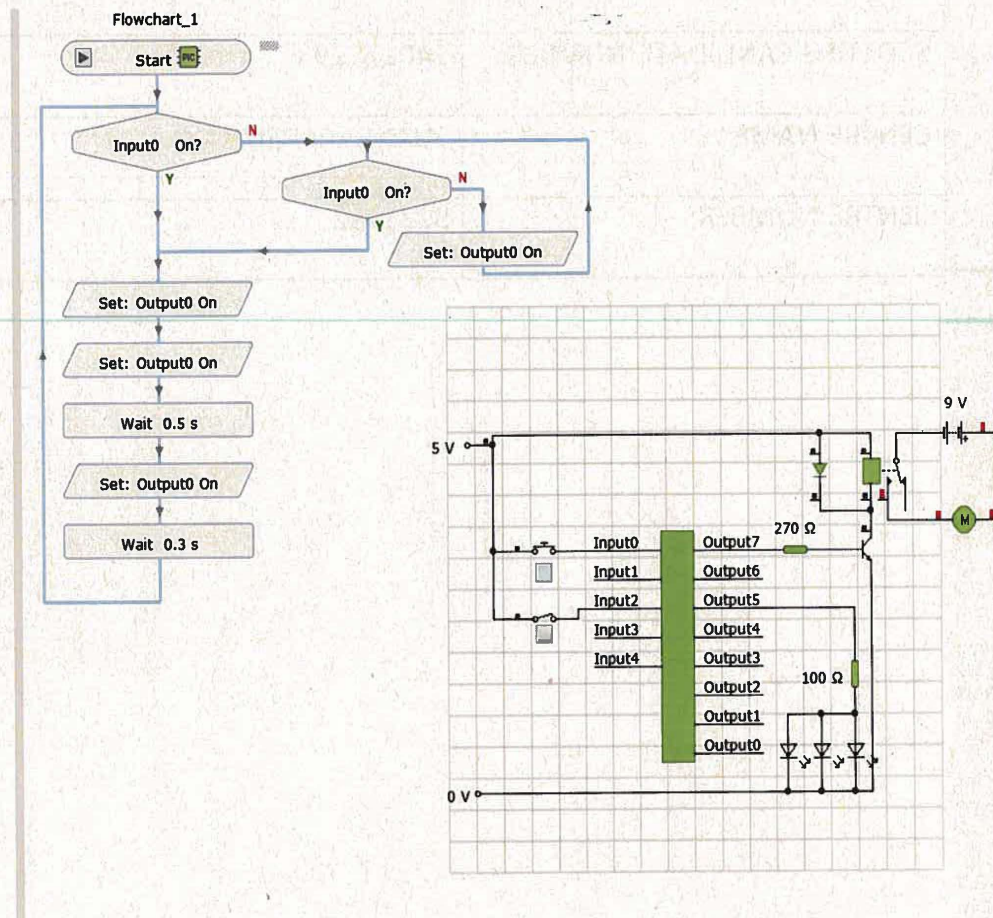 Flowchart_1
Start PIC
Input0 On?
N
Y
Input0 On?
N
Y
Set: Output0 On
Set: Output0 On
Set: Output0 On
Wait 0.5 s
Set: Output0 On
Wait 0.3 s
9 V
+
5 V
M
270 Ω
Input0
Output7
Input1
Output6
Input2
Output5
Input3
Output4
Input4
Output3
100 Ω
Output2
Output1
Output0
0 V